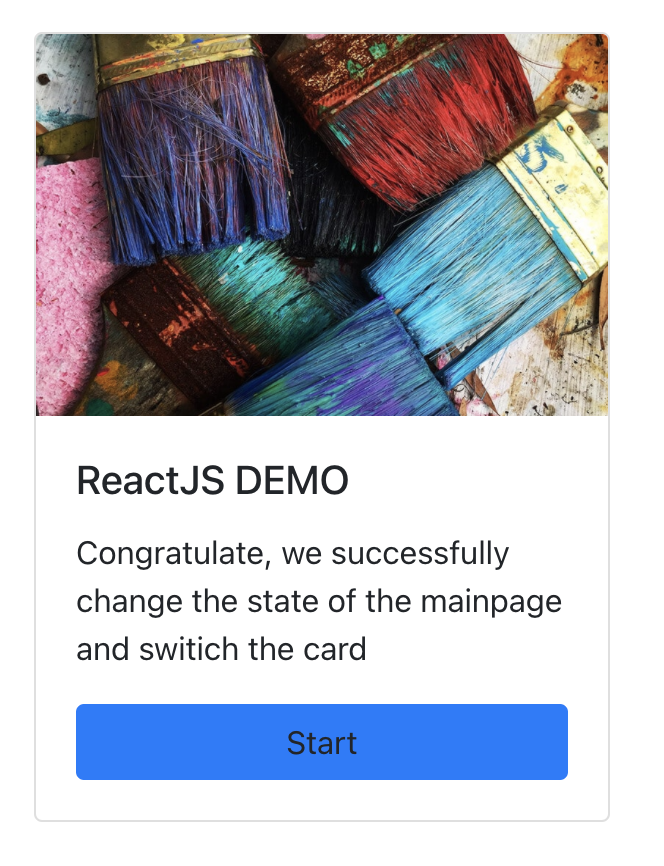 ReactJS DEMO
Congratulate, we successfully
change the state of the mainpage
and switich the card
Start